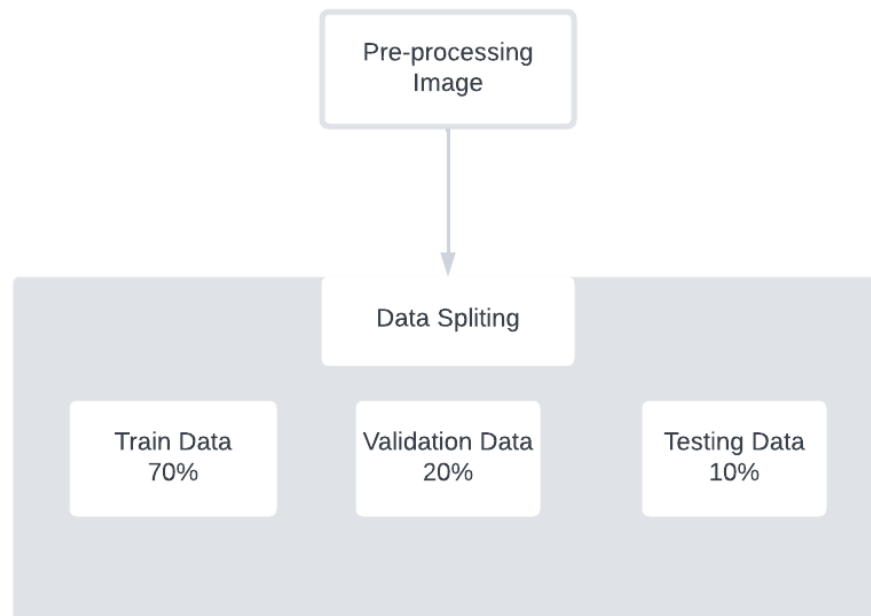 Pre-processing
Image
Data Spliting
Train Data
70%
Validation Data
20%
Testing Data
10%